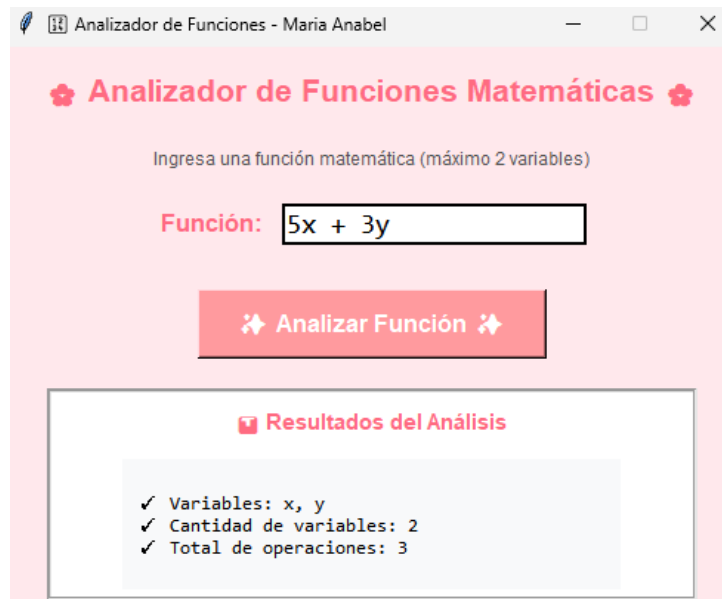 Analizador de Funciones - Maria Anabel
✿ Analizador de Funciones Matemáticas ✿
Ingresa una función matemática (máximo 2 variables)
Función: 5x + 3y
✨ Analizar Función ✨
Resultados del Análisis
✓ Variables: x, y
✓ Cantidad de variables: 2
✓ Total de operaciones: 3